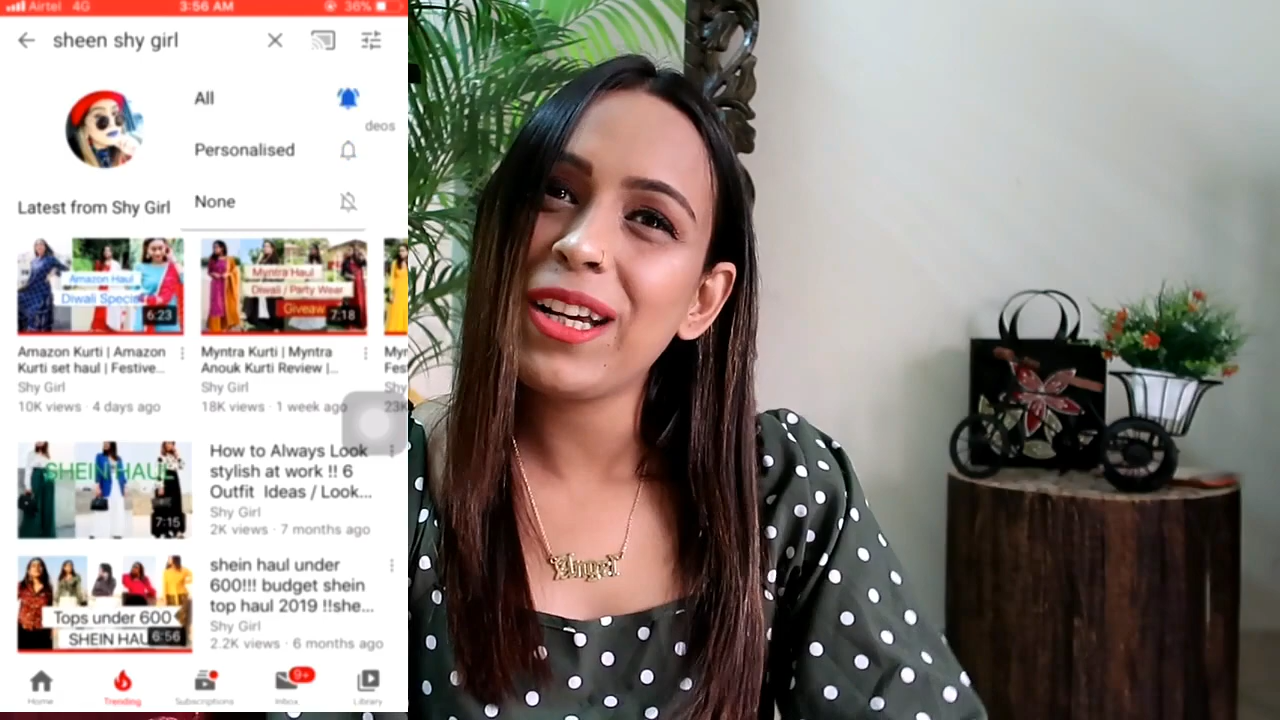 Airtel 4G 3:56 AM 36%
sheen shy girl
All
deos
Personalised
None
Latest from Shy Girl
Amazon Haul
Diwali Specia
6:23
Myntra Haul
Diwali / Party Wear
Giveaw
7:18
Amazon Kurti | Amazon
Kurti set haul | Festive...
Shy Girl
10K views · 4 days ago
Myntra Kurti | Myntra
Anouk Kurti Review |...
Shy Girl
18K views · 1 week ago
Myn
23K
SHEIN HAUL
7:15
How to Always Look
stylish at work !! 6
Outfit Ideas / Look...
Shy Girl
2K views · 7 months ago
Tops under 600
SHEIN HAU
6:56
shein haul under
600!!! budget shein
top haul 2019 !!she...
Shy Girl
2.2K views · 6 months ago
Home
Trending
Subscriptions
9+
Inbox
Library
Angel